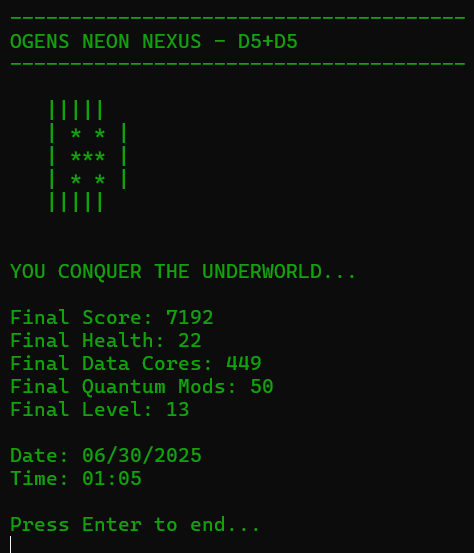 --------------------------------------
OGENS NEON NEXUS - D5+D5
--------------------------------------
|||||
| * * |
| *** |
| * * |
|||||
YOU CONQUER THE UNDERWORLD...
Final Score: 7192
Final Health: 22
Final Data Cores: 449
Final Quantum Mods: 50
Final Level: 13
Date: 06/30/2025
Time: 01:05
Press Enter to end...